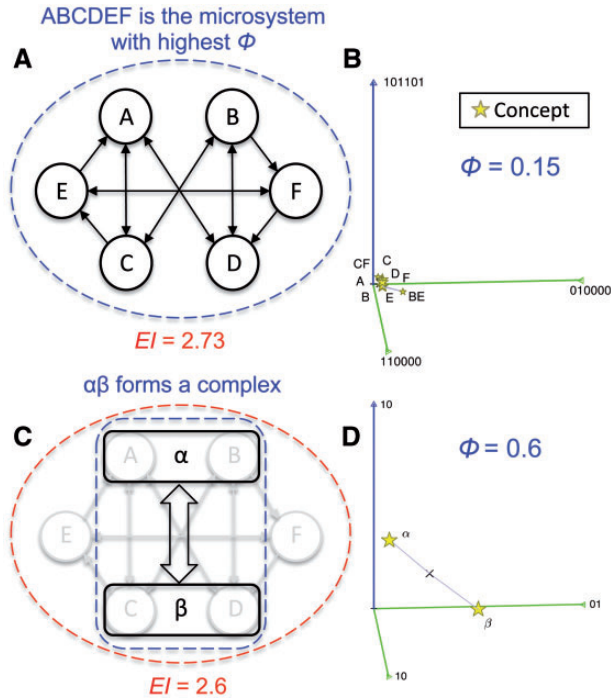 ABCDEF is the microsystem
with highest Φ
A
A
B
E
F
C
D
EI = 2.73
B
101101
Concept
Φ = 0.15
CF
C
D
F
A
B
E
BE
010000
110000
αβ forms a complex
C
A
α
B
E
F
C
β
D
EI = 2.6
D
10
Φ = 0.6
α
β
01
10